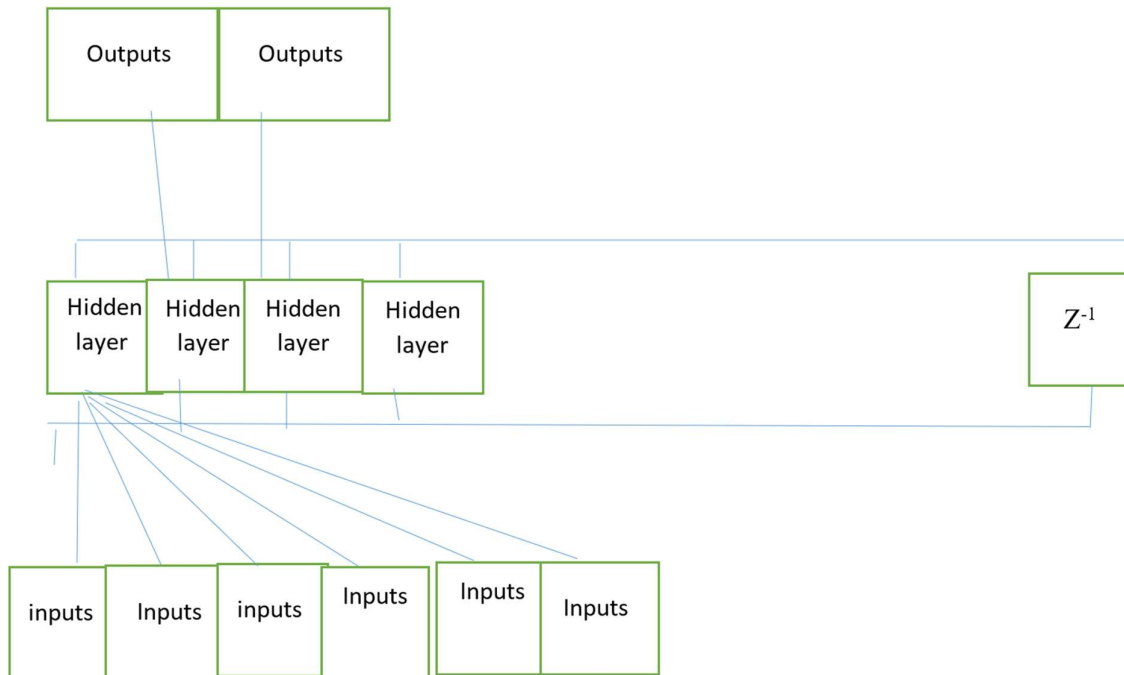 Outputs
Outputs
Hidden
layer
Hidden
layer
Hidden
layer
Hidden
layer
Z-1
inputs
Inputs
inputs
Inputs
Inputs
Inputs